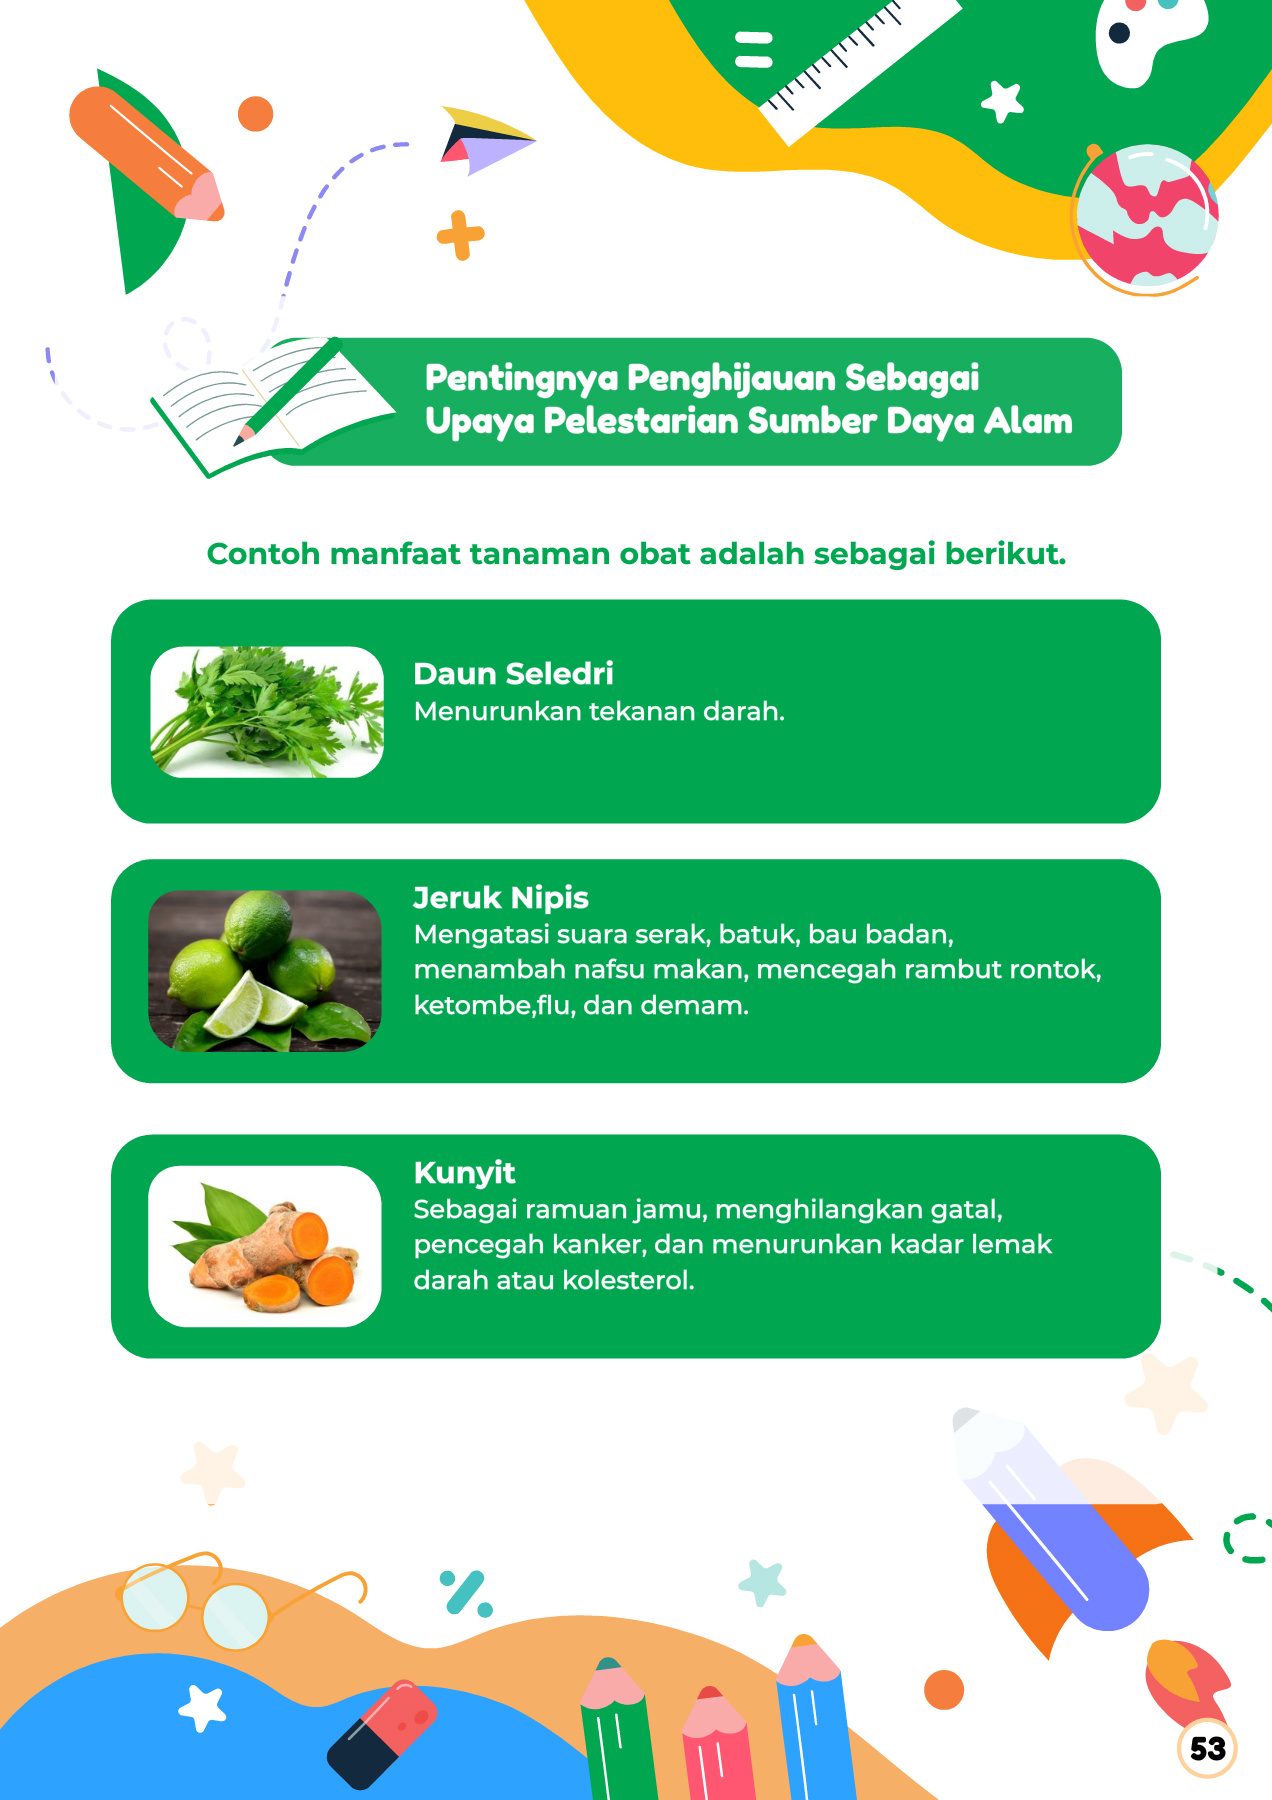 Pentingnya Penghijauan Sebagai
Upaya Pelestarian Sumber Daya Alam
Contoh manfaat tanaman obat adalah sebagai berikut.
Daun Seledri
Menurunkan tekanan darah.
Jeruk Nipis
Mengatasi suara serak, batuk, bau badan,
menambah nafsu makan, mencegah rambut rontok,
ketombe,flu, dan demam.
Kunyit
Sebagai ramuan jamu, menghilangkan gatal,
pencegah kanker, dan menurunkan kadar lemak
darah atau kolesterol.
53